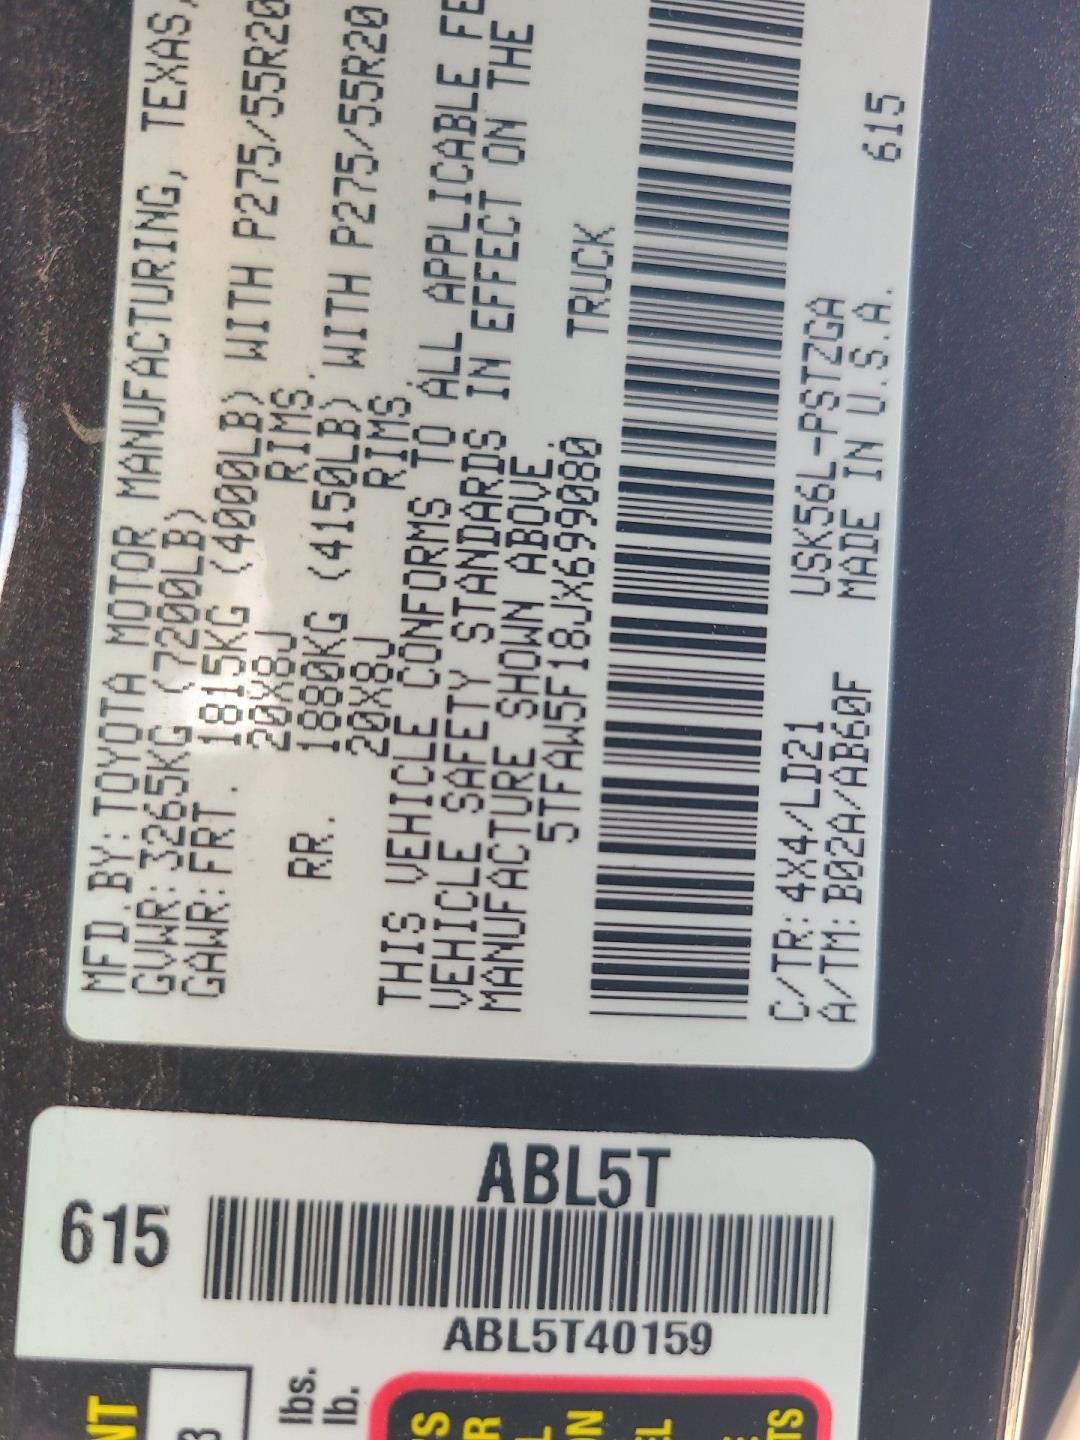 MFD.BY:TOYOTA MOTOR MANUFACTURING, TEXAS,
GVWR:3265KG (7200LB)
GAWR:FRT. 1815KG (4000LB) WITH P275/55R20
20X8J RIMS.
RR. 1880KG (4150LB) WITH P275/55R20
20X8J RIMS.
THIS VEHICLE CONFORMS TO ALL APPLICABLE FE
VEHICLE SAFETY STANDARDS IN EFFECT ON THE
MANUFACTURE SHOWN ABOVE.
5TFAW5F18JX699080 TRUCK
C/TR:4X4/LD21 USK56L-PSTZGA 615
A/TM:B02A/AB60F MADE IN U.S.A.
615
ABL5T
ABL5T40159
NT
lbs.
lb.